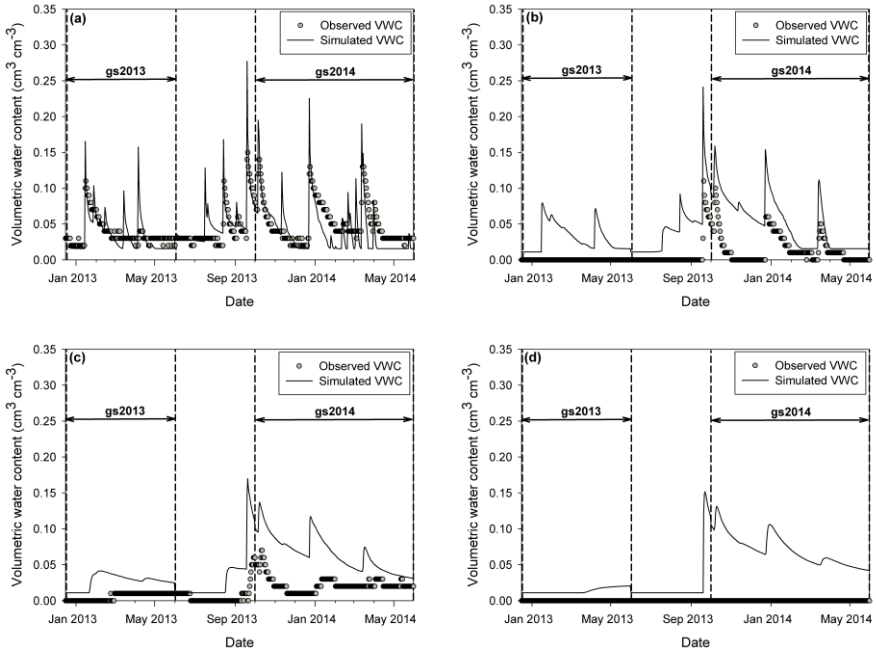 (a)
Observed VWC
Simulated VWC
gs2013
gs2014
Volumetric water content (cm3 cm-3)
0.35
0.30
0.25
0.20
0.15
0.10
0.05
0.00
Jan 2013
May 2013
Sep 2013
Jan 2014
May 2014
Date
(b)
Observed VWC
Simulated VWC
gs2013
gs2014
Volumetric water content (cm3 cm-3)
0.35
0.30
0.25
0.20
0.15
0.10
0.05
0.00
Jan 2013
May 2013
Sep 2013
Jan 2014
May 2014
Date
(c)
Observed VWC
Simulated VWC
gs2013
gs2014
Volumetric water content (cm3 cm-3)
0.35
0.30
0.25
0.20
0.15
0.10
0.05
0.00
Jan 2013
May 2013
Sep 2013
Jan 2014
May 2014
Date
(d)
Observed VWC
Simulated VWC
gs2013
gs2014
Volumetric water content (cm3 cm-3)
0.35
0.30
0.25
0.20
0.15
0.10
0.05
0.00
Jan 2013
May 2013
Sep 2013
Jan 2014
May 2014
Date